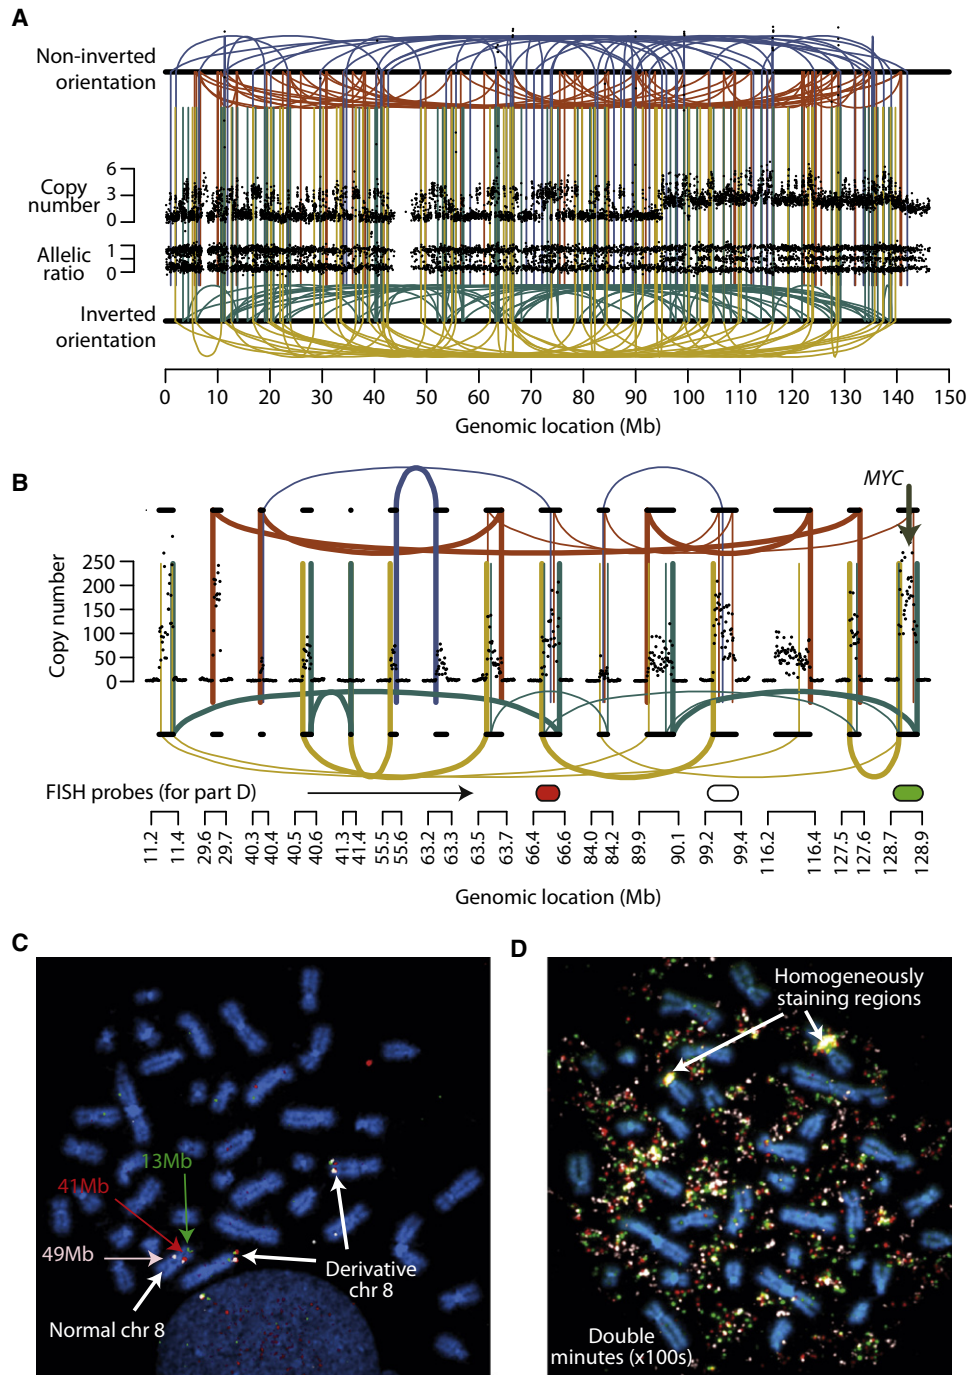 A
Non-inverted
orientation
6
3
0
Copy
number
1
0
Allelic
ratio
Inverted
orientation
0 10 20 30 40 50 60 70 80 90 100 110 120 130 140 150
Genomic location (Mb)
B
MYC
250
200
150
100
50
0
Copy number
FISH probes (for part D)
11.2 11.4 29.6 29.7 40.3 40.4 40.5 40.6 41.3 41.4 55.5 55.6 63.2 63.3 63.5 63.7 66.4 66.6 84.0 84.2 89.9 90.1 99.2 99.4 116.2 116.4 127.5 127.6 128.7 128.9
Genomic location (Mb)
C
13Mb
41Mb
49Mb
Normal chr 8
Derivative
chr 8
D
Homogeneously
staining regions
Double
minutes (x100s)